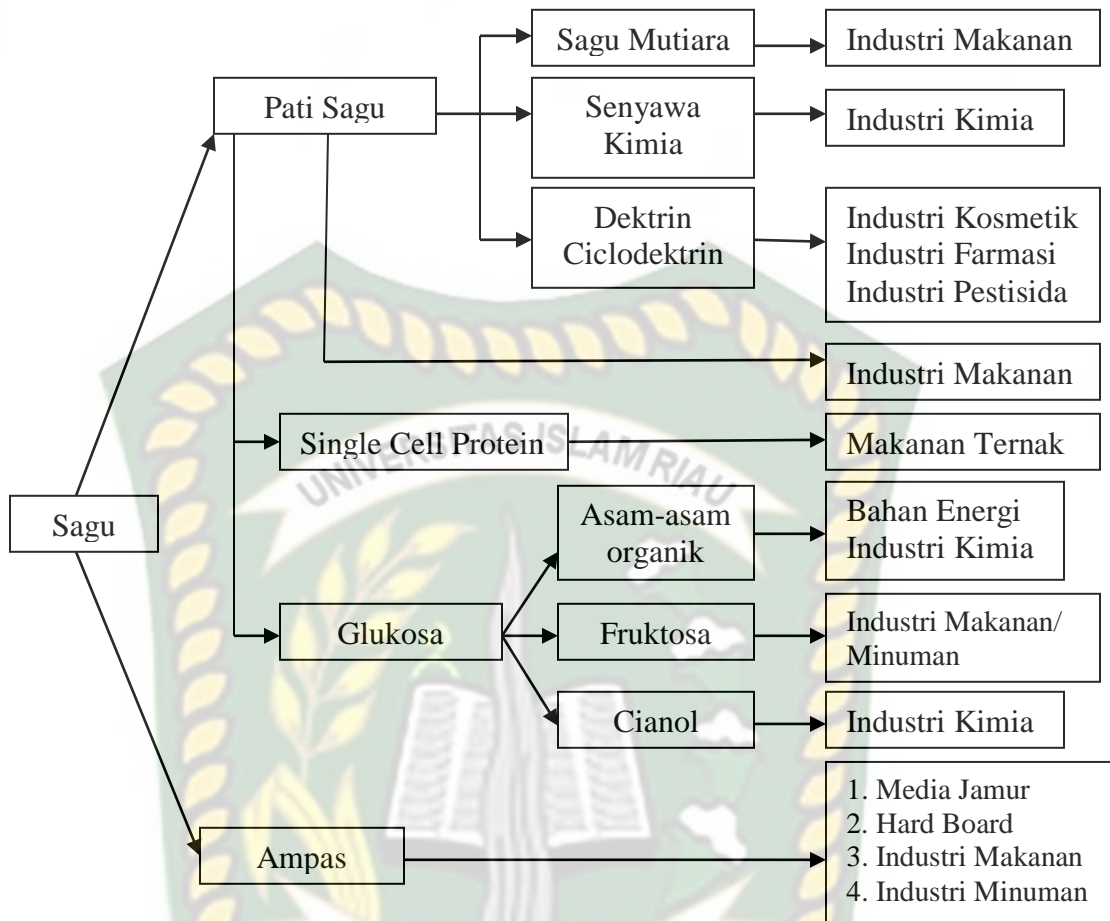 Sagu Mutiara
Industri Makanan
Pati Sagu
Senyawa
Kimia
Industri Kimia
Dektrin
Ciclodektrin
Industri Kosmetik
Industri Farmasi
Industri Pestisida
Industri Makanan
Single Cell Protein
Makanan Ternak
UNIVERSITAS ISLAM RIAU
Sagu
Asam-asam
organik
Bahan Energi
Industri Kimia
Glukosa
Fruktosa
Industri Makanan/
Minuman
Cianol
Industri Kimia
Ampas
1. Media Jamur
2. Hard Board
3. Industri Makanan
4. Industri Minuman